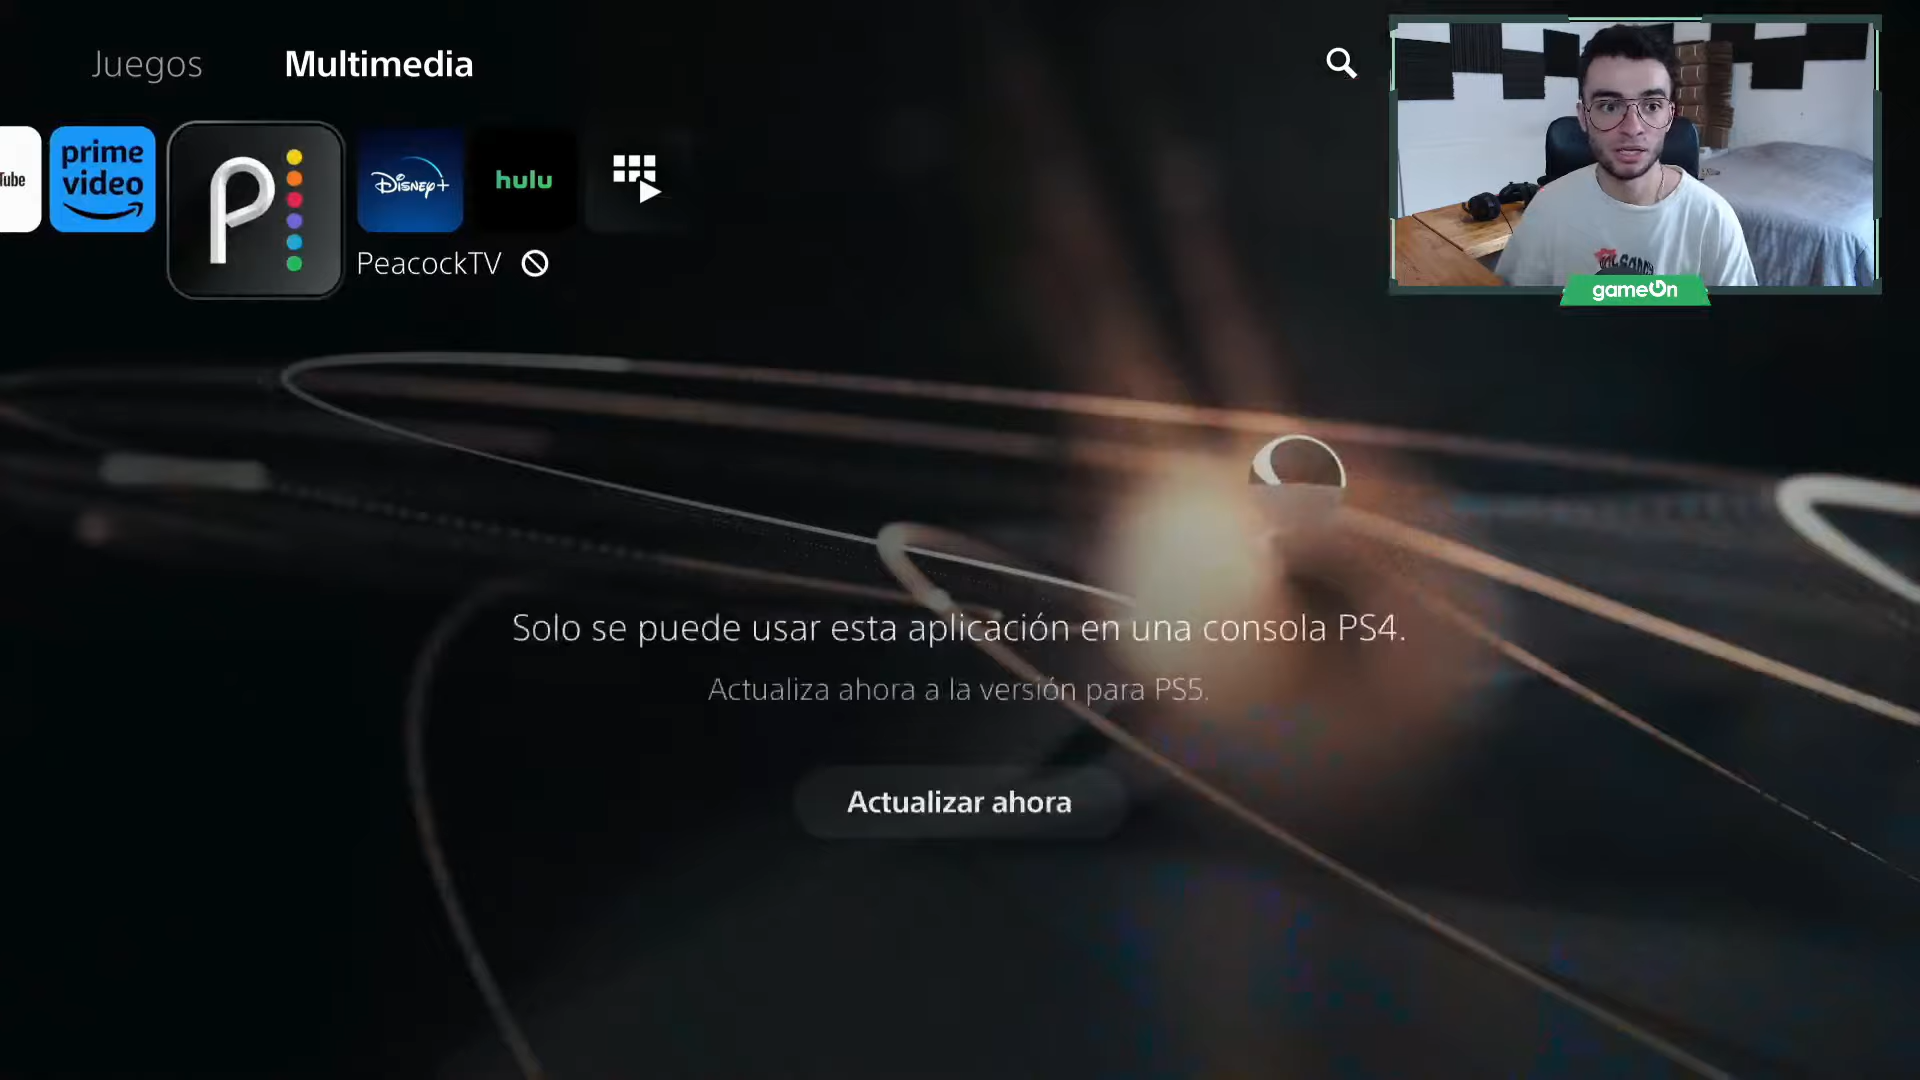 Juegos
Multimedia
Tube
prime
video
P
Disney+
hulu
PeacockTV
Solo se puede usar esta aplicación en una consola PS4.
Actualiza ahora a la versión para PS5.
Actualizar ahora
gameOn